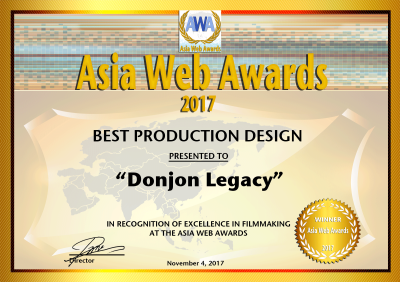 AWA
Asia Web Awards
Asia Web Awards
2017
BEST PRODUCTION DESIGN
PRESENTED TO
“Donjon Legacy”
IN RECOGNITION OF EXCELLENCE IN FILMMAKING
AT THE ASIA WEB AWARDS
WINNER
Asia Web Awards
2017
Director
November 4, 2017